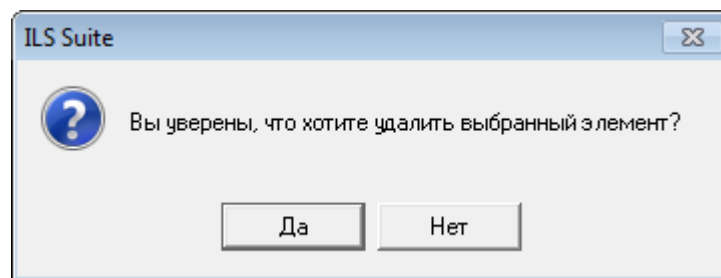 ILS Suite
Вы уверены, что хотите удалить выбранный элемент?
Да
Нет